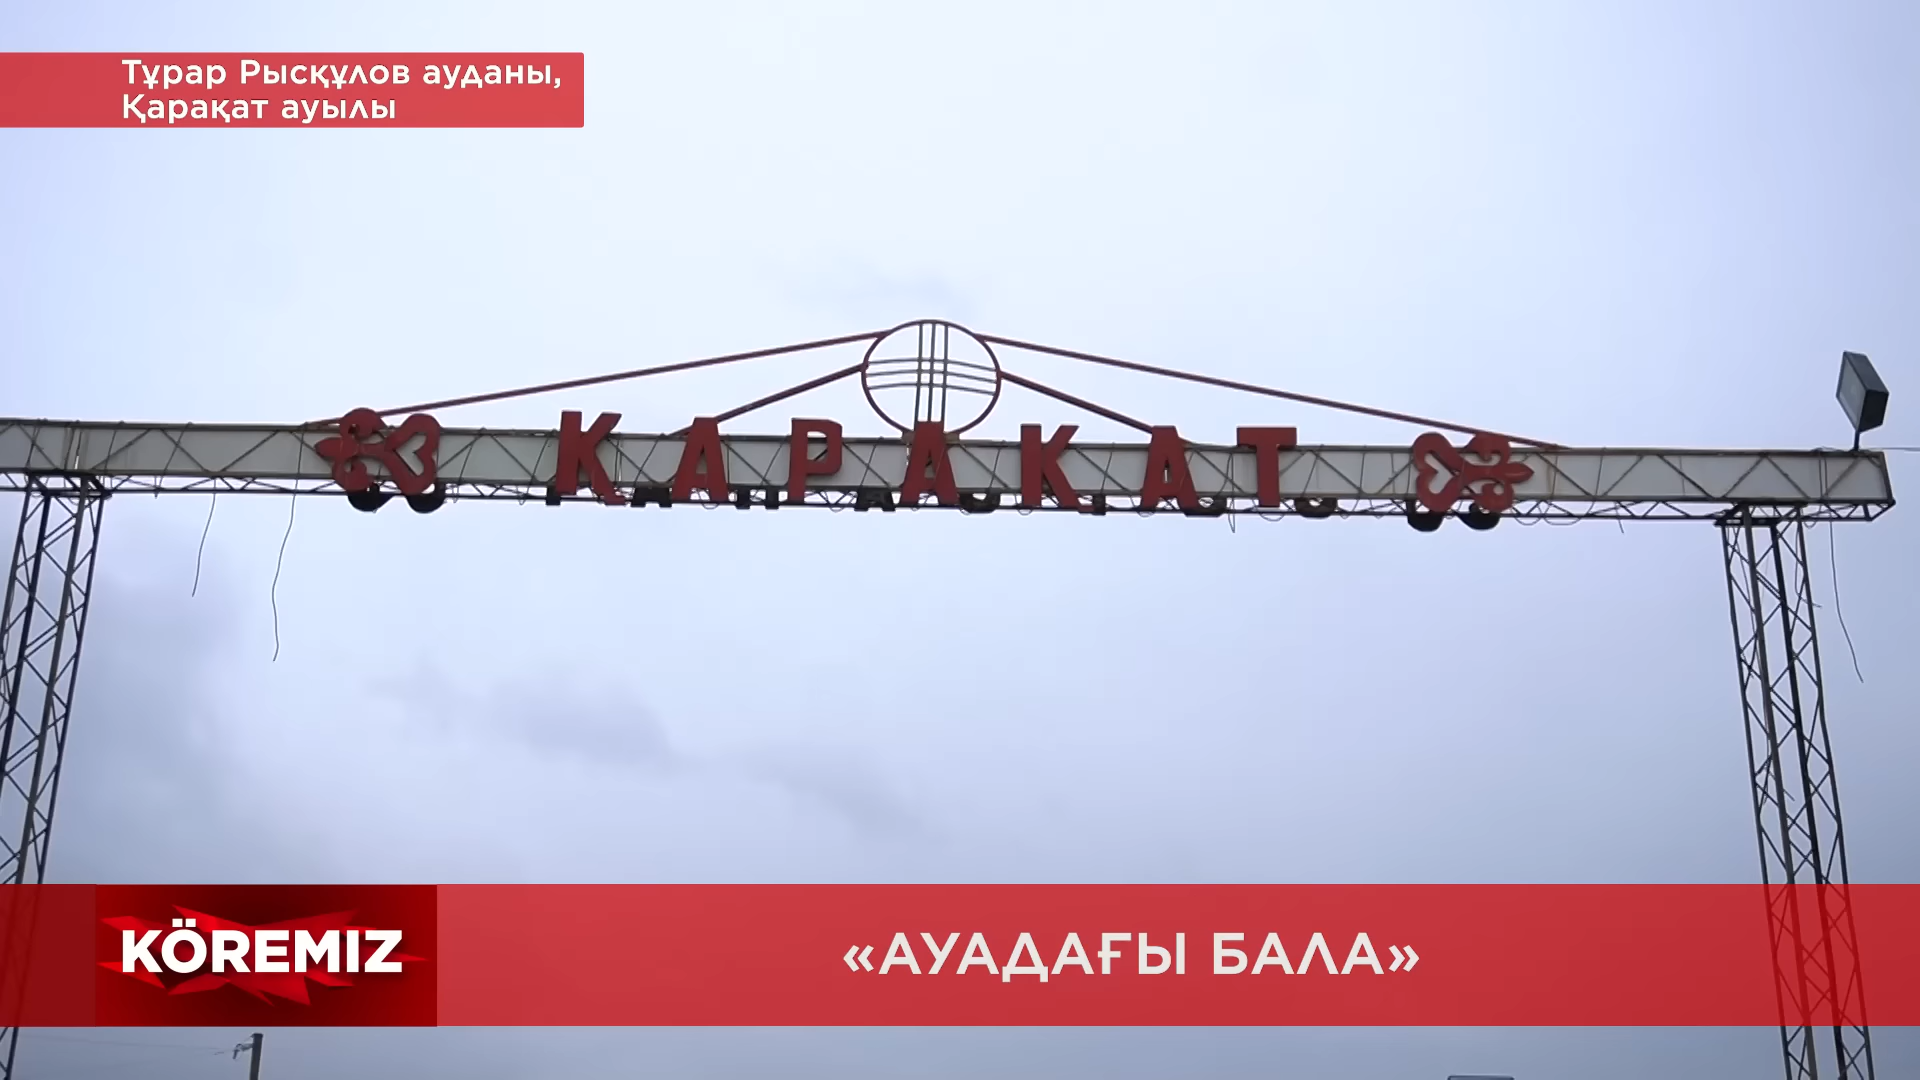 Тұрар Рысқұлов ауданы,
Қарақат ауылы
ҚАРАҚАТ
KÖREMIZ
«АУАДАҒЫ БАЛА»